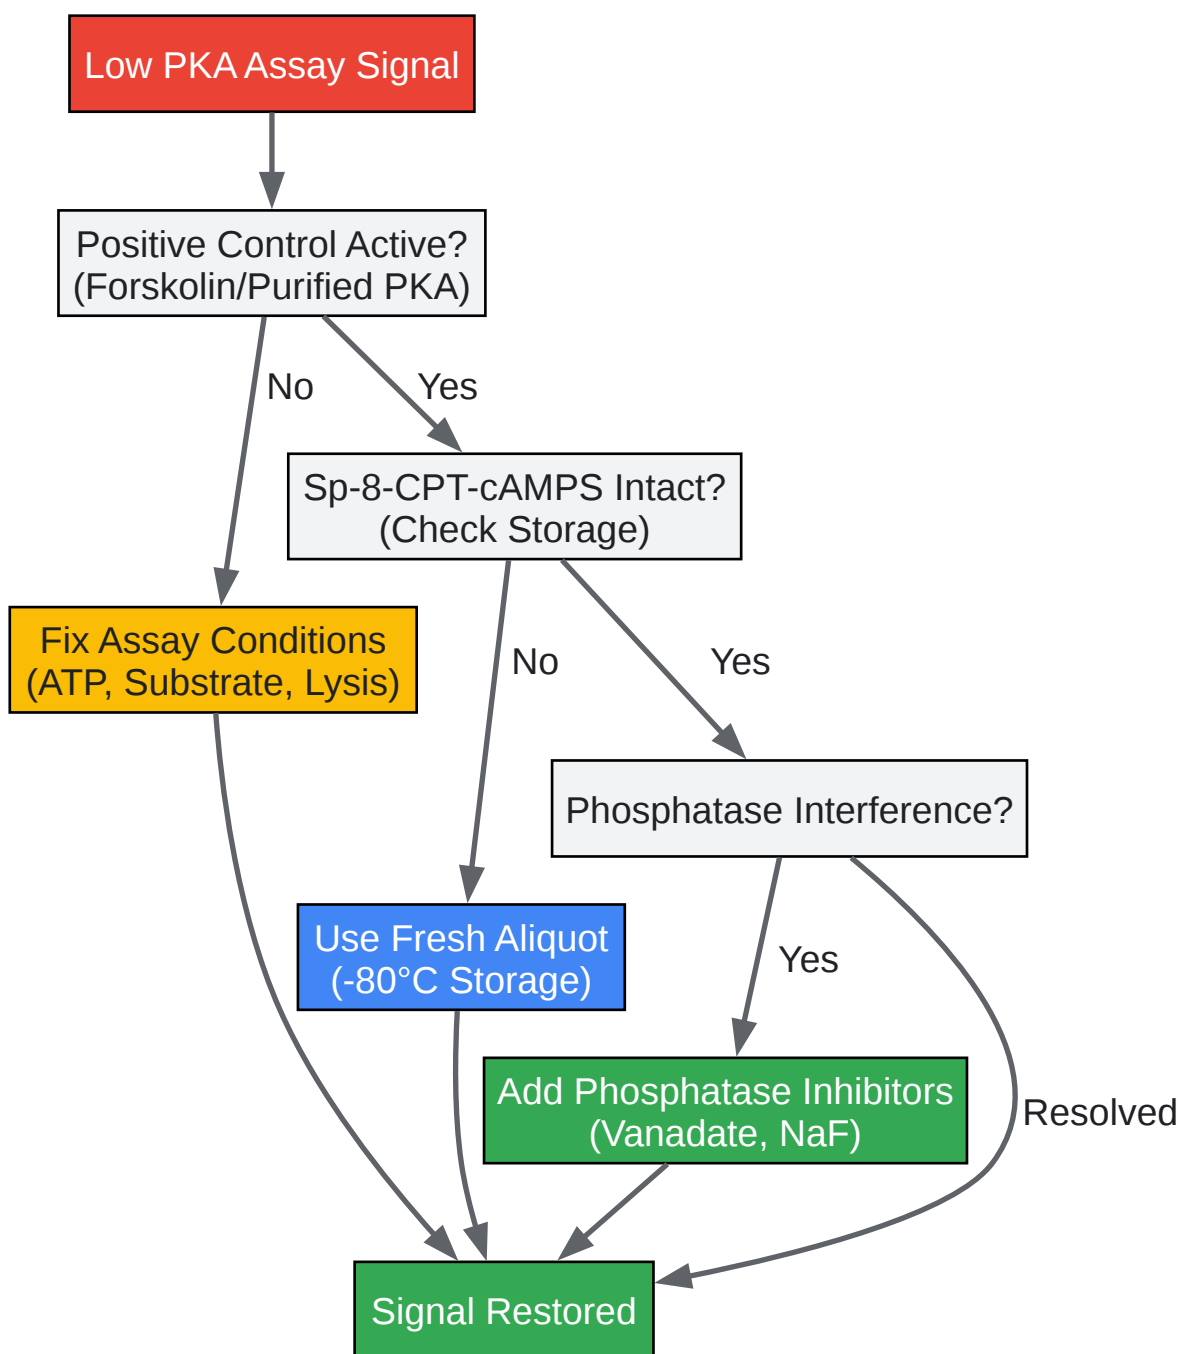 Low PKA Assay Signal
Positive Control Active?
(Forskolin/Purified PKA)
No
Yes
Sp-8-CPT-cAMPS Intact?
(Check Storage)
Fix Assay Conditions
(ATP, Substrate, Lysis)
No
Yes
Phosphatase Interference?
Use Fresh Aliquot
(-80°C Storage)
Yes
Add Phosphatase Inhibitors
(Vanadate, NaF)
Resolved
Signal Restored